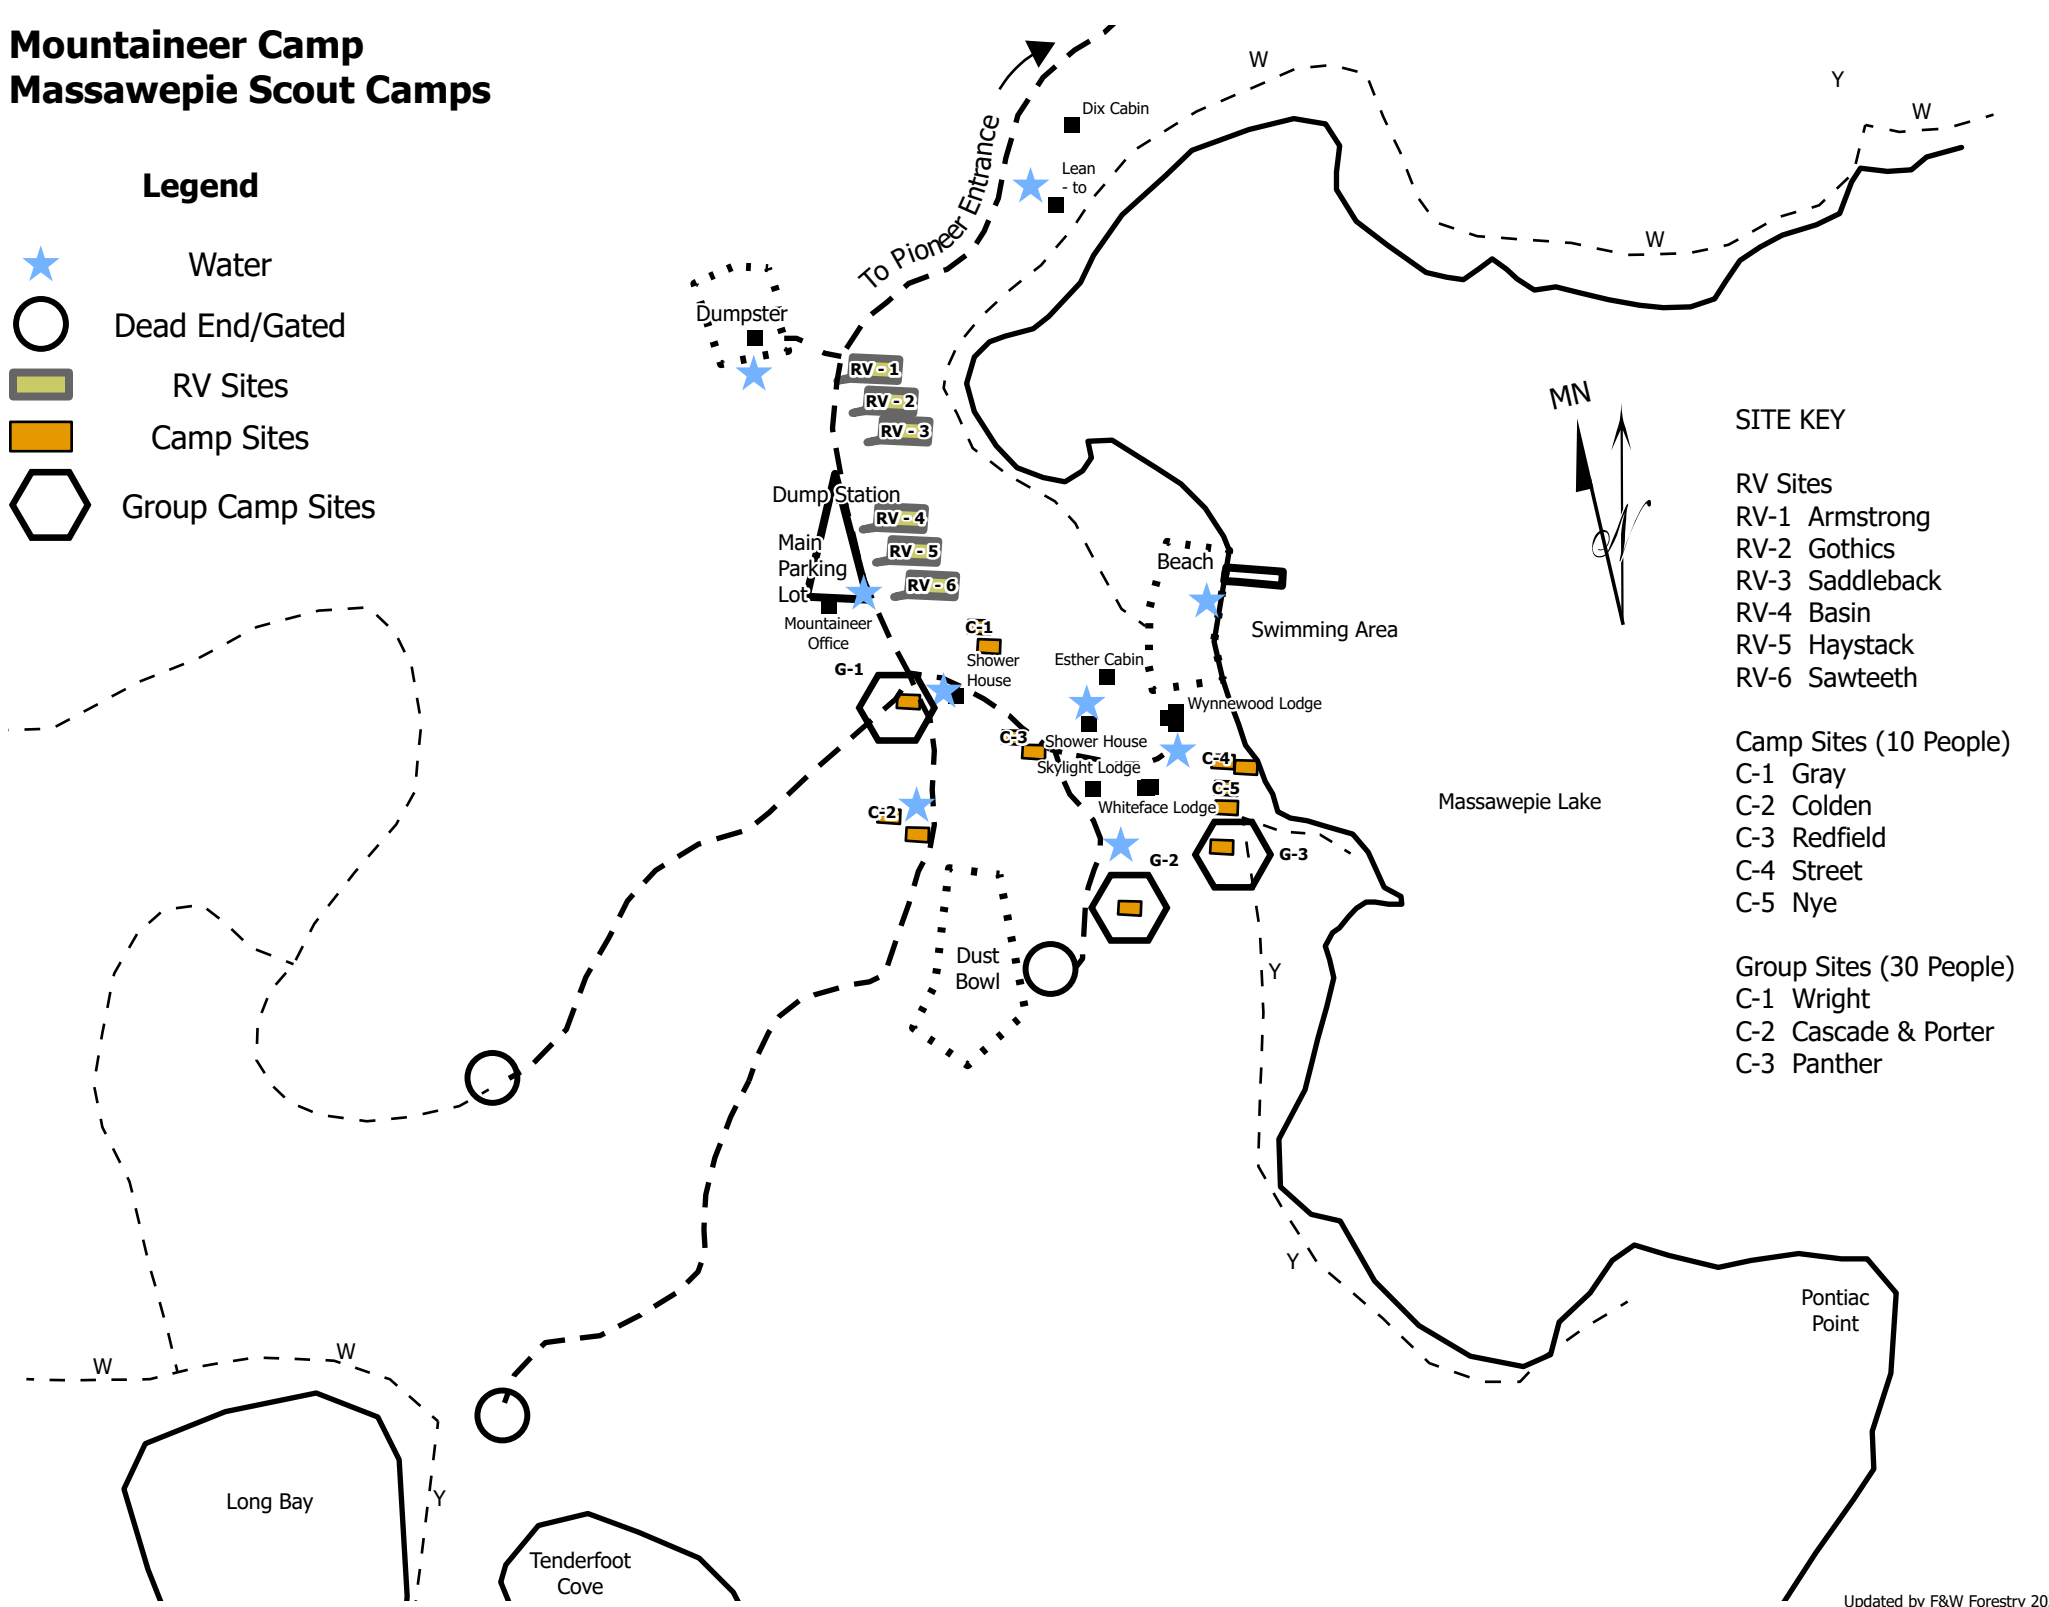 Mountaineer Camp
Massawepie Scout Camps
Legend
Water
Dead End/Gated
RV Sites
Camp Sites
Group Camp Sites
To Pioneer Entrance
Dix Cabin
Lean
- to
W
Y
W
W
Dumpster
RV - 1
RV - 2
RV - 3
Dump Station
RV - 4
Main
Parking
Lot
RV - 5
RV - 6
Mountaineer
Office
Beach
Swimming Area
C-1
Shower
House
G-1
Esther Cabin
Wynnewood Lodge
C-3
Shower House
Skylight Lodge
C-4
C-5
Whiteface Lodge
C-2
G-2
G-3
Massawepie Lake
Dust
Bowl
Y
Y
Pontiac
Point
W
W
Y
Long Bay
Tenderfoot
Cove
MN
N
SITE KEY
RV Sites
RV-1 Armstrong
RV-2 Gothics
RV-3 Saddleback
RV-4 Basin
RV-5 Haystack
RV-6 Sawteeth
Camp Sites (10 People)
C-1 Gray
C-2 Colden
C-3 Redfield
C-4 Street
C-5 Nye
Group Sites (30 People)
C-1 Wright
C-2 Cascade & Porter
C-3 Panther
Updated by F&W Forestry 20